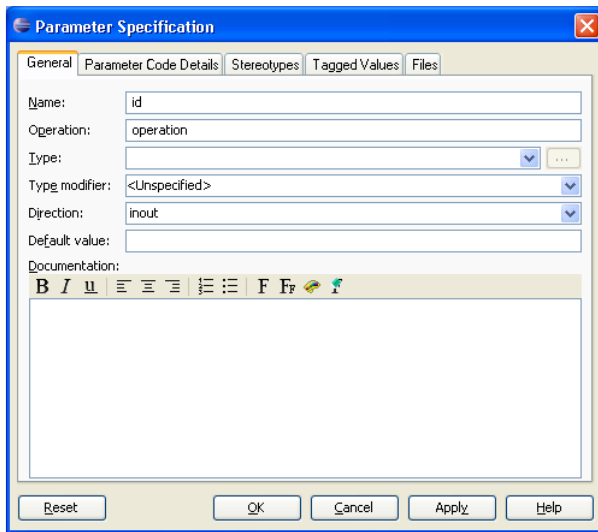 Parameter Specification
General Parameter Code Details Stereotypes Tagged Values Files
Name: id
Operation: operation
Type: ...
Type modifier: <Unspecified>
Direction: inout
Default value:
Documentation:
B I u F FF
Reset OK Cancel Apply Help